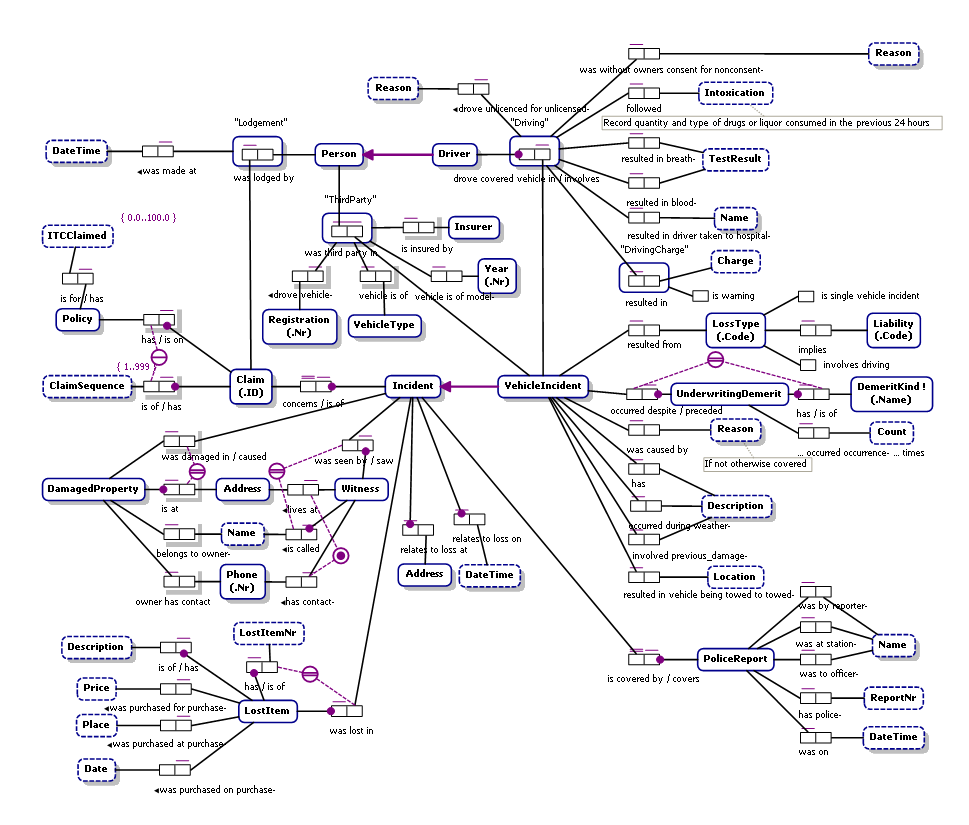 Reason
was without owners consent for nonconsent-
Reason
Intoxication
◄drove unlicenced for unlicensed-
followed
"Lodgement"
"Driving"
Record quantity and type of drugs or liquor consumed in the previous 24 hours
DateTime
Person
Driver
resulted in breath-
TestResult
◄was made at
was lodged by
drove covered vehicle in / involves
resulted in blood-
"ThirdParty"
{ 0.0..100.0 }
Name
ITCClaimed
Insurer
resulted in driver taken to hospital-
was third party in
is insured by
"DrivingCharge"
Charge
Year
(.Nr)
◄drove vehicle-
vehicle is of
vehicle is of model-
is for / has
resulted in
is warning
is single vehicle incident
Policy
Registration
(.Nr)
VehicleType
LossType
(.Code)
Liability
(.Code)
has / is on
resulted from
implies
{ 1..999 }
involves driving
ClaimSequence
Claim
(.ID)
Incident
VehicleIncident
UnderwritingDemerit
DemeritKind !
(.Name)
is of / has
concerns / is of
occurred despite / preceded
has / is of
Reason
Count
was caused by
... occurred occurrence- ... times
was damaged in / caused
was seen by / saw
If not otherwise covered
has
DamagedProperty
Address
Witness
is at
◄lives at
Description
occurred during weather-
Name
relates to loss on
belongs to owner-
◄is called
relates to loss at
involved previous_damage-
Phone
(.Nr)
Address
DateTime
Location
owner has contact
◄has contact-
resulted in vehicle being towed to towed-
was by reporter-
LostItemNr
Description
was at station-
Name
is of / has
PoliceReport
has / is of
is covered by / covers
was to officer-
Price
ReportNr
◄was purchased for purchase-
LostItem
has police-
Place
was lost in
DateTime
◄was purchased at purchase-
was on
Date
◄was purchased on purchase-